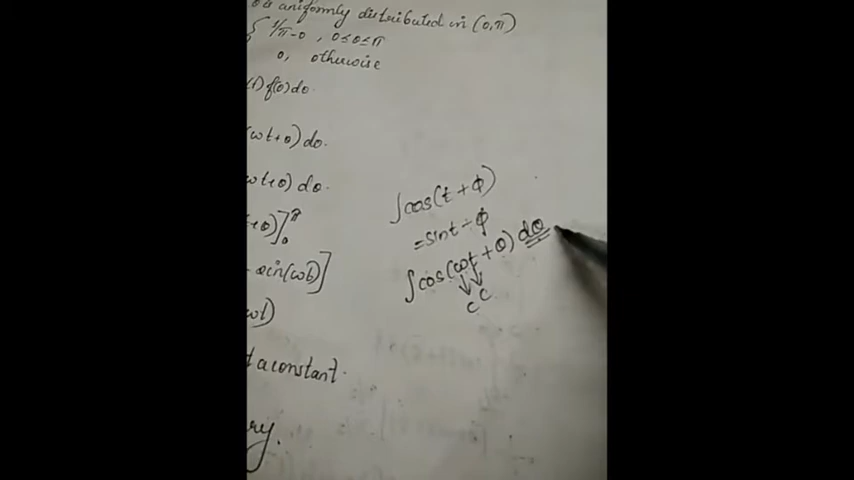 is uniformly distributed in (0,π)
1/π-0 , 0≤θ≤π
0, otherwise
f(θ)dθ.
(ωt+θ)dθ.
ωt+θ)dθ.
+θ)]π0
- sin(ωt)]
ωt)
t a constant.
ry.
∫cos(t+ϕ)
=sint-ϕ
∫cos(ωt+θ)dθ
c c